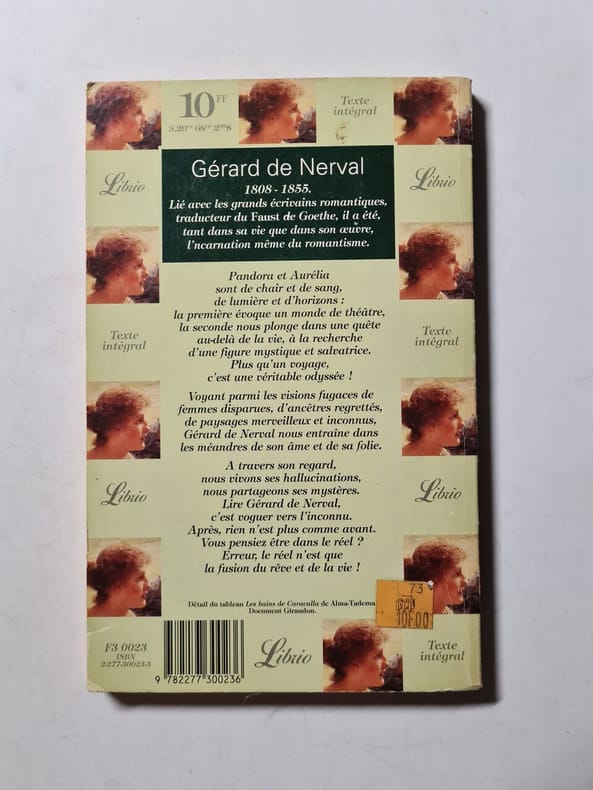 10 FF
Texte
intégral
Librio
Librio
Gérard de Nerval
1808 - 1855.
Lié avec les grands écrivains romantiques,
traducteur du Faust de Goethe, il a été,
tant dans sa vie que dans son œuvre,
l'ncarnation même du romantisme.
Pandora et Aurélia
sont de chair et de sang,
de lumière et d'horizons :
la première évoque un monde de théâtre,
la seconde nous plonge dans une quête
au-delà de la vie, à la recherche
d'une figure mystique et salvatrice.
Plus qu'un voyage,
c'est une véritable odyssée !
Texte
intégral
Texte
intégral
Voyant parmi les visions fugaces de
femmes disparues, d'ancêtres regrettés,
de paysages merveilleux et inconnus,
Gérard de Nerval nous entraîne dans
les méandres de son âme et de sa folie.
A travers son regard,
nous vivons ses hallucinations,
nous partageons ses mystères.
Lire Gérard de Nerval,
c'est voguer vers l'inconnu.
Après, rien n'est plus comme avant.
Vous pensiez être dans le réel ?
Erreur, le réel n'est que
la fusion du rêve et de la vie !
Librio
Librio
Détail du tableau Les bains de Caracalla de Alma-Tadema.
Document Giraudon.
73
10F00
F3 0023
ISBN
2-277-30023-3
9 782277 300236
Librio
Texte
intégral